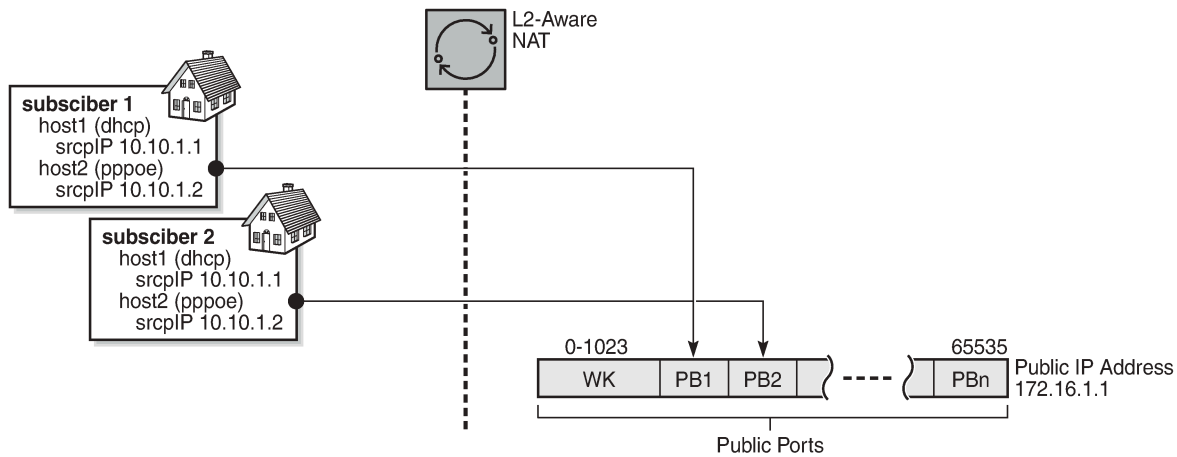 L2-Aware
NAT
subsciber 1
host1 (dhcp)
srcpIP 10.10.1.1
host2 (pppoe)
srcpIP 10.10.1.2
subsciber 2
host1 (dhcp)
srcpIP 10.10.1.1
host2 (pppoe)
srcpIP 10.10.1.2
0-1023
65535
WK
PB1
PB2
PBn
Public IP Address
172.16.1.1
Public Ports